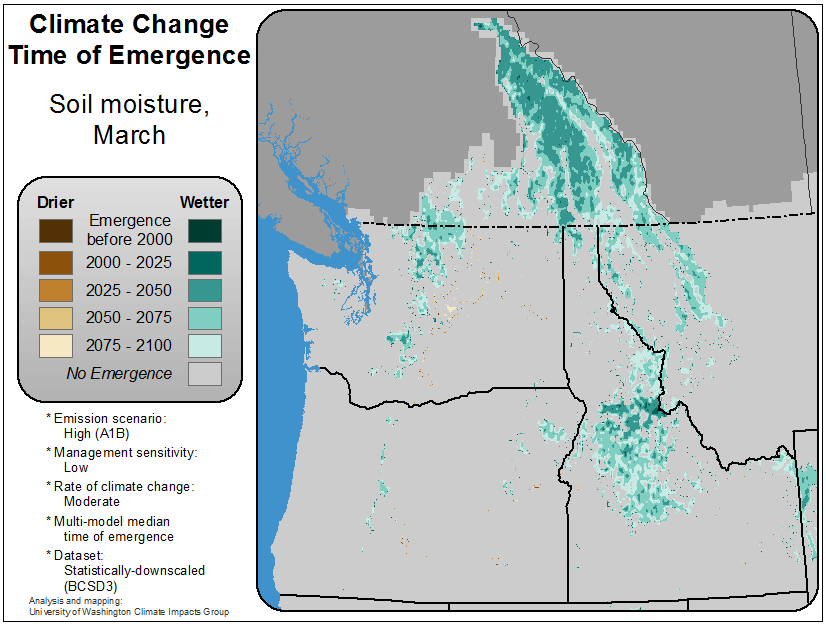 Climate Change
Time of Emergence
Soil moisture,
March
Drier Wetter
Emergence
before 2000
2000 - 2025
2025 - 2050
2050 - 2075
2075 - 2100
No Emergence
* Emission scenario:
High (A1B)
* Management sensitivity:
Low
* Rate of climate change:
Moderate
* Multi-model median
time of emergence
* Dataset:
Statistically-downscaled
(BCSD3)
Analysis and mapping:
University of Washington Climate Impacts Group